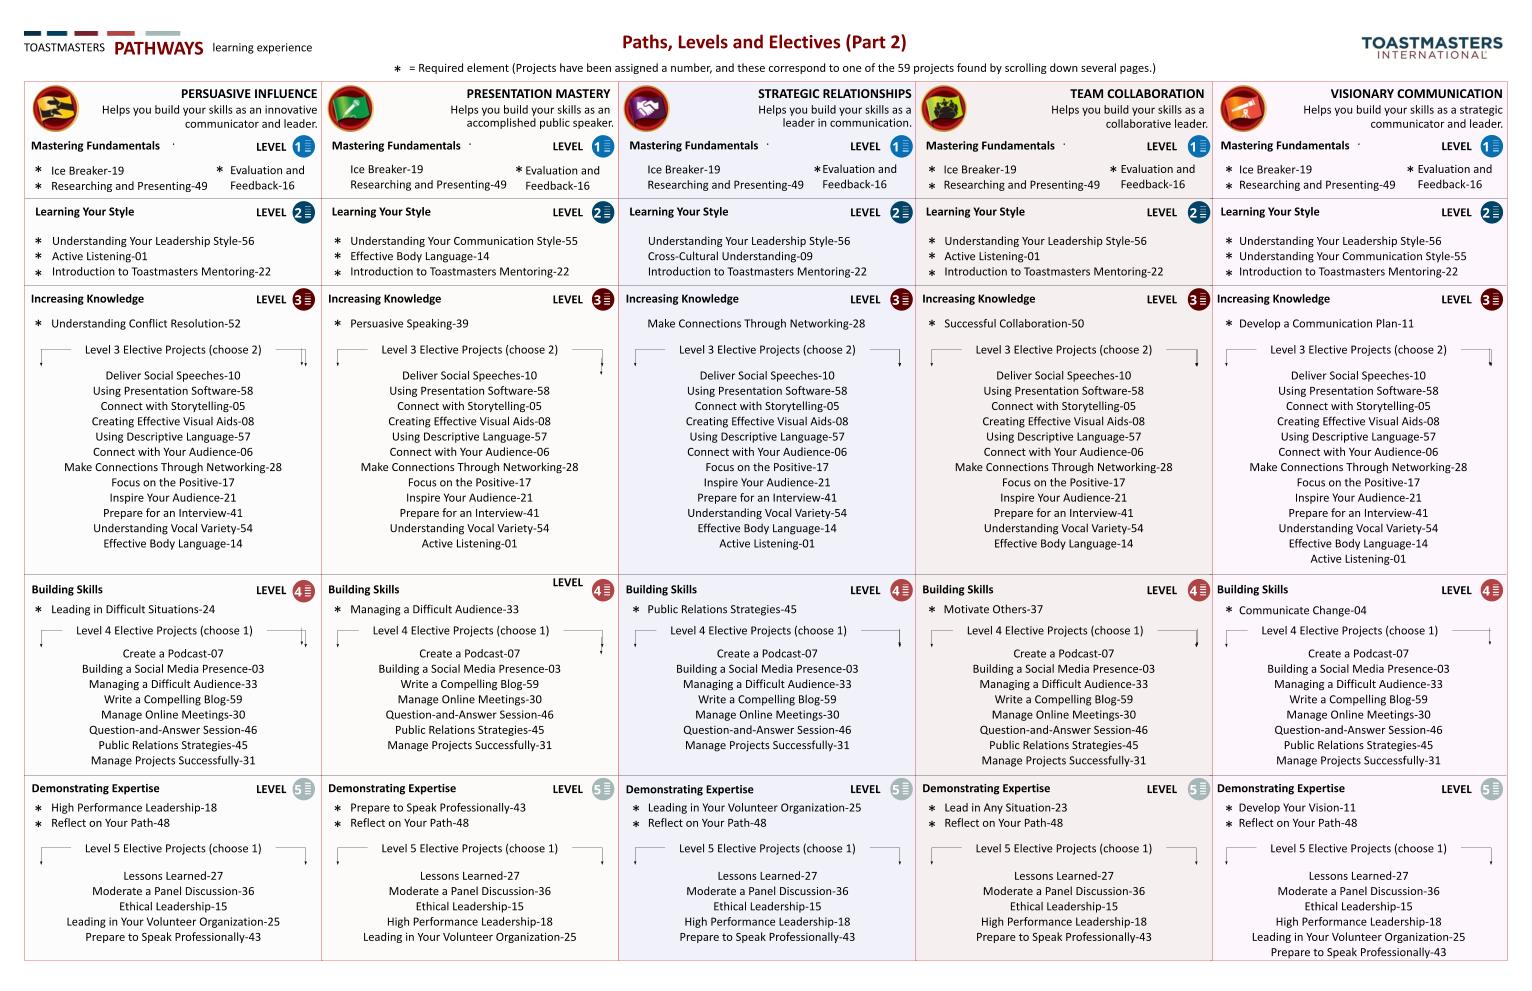 TOASTMASTERS PATHWAYS learning experience
Paths, Levels and Electives (Part 2)
TOASTMASTERS
INTERNATIONAL
* = Required element (Projects have been assigned a number, and these correspond to one of the 59 projects found by scrolling down several pages.)
PERSUASIVE INFLUENCE
Helps you build your skills as an innovative
communicator and leader.
Mastering Fundamentals LEVEL 1
* Ice Breaker-19
* Researching and Presenting-49
* Evaluation and
Feedback-16
Learning Your Style LEVEL 2
* Understanding Your Leadership Style-56
* Active Listening-01
* Introduction to Toastmasters Mentoring-22
Increasing Knowledge LEVEL 3
* Understanding Conflict Resolution-52
Level 3 Elective Projects (choose 2)
Deliver Social Speeches-10
Using Presentation Software-58
Connect with Storytelling-05
Creating Effective Visual Aids-08
Using Descriptive Language-57
Connect with Your Audience-06
Make Connections Through Networking-28
Focus on the Positive-17
Inspire Your Audience-21
Prepare for an Interview-41
Understanding Vocal Variety-54
Effective Body Language-14
Building Skills LEVEL 4
* Leading in Difficult Situations-24
Level 4 Elective Projects (choose 1)
Create a Podcast-07
Building a Social Media Presence-03
Managing a Difficult Audience-33
Write a Compelling Blog-59
Manage Online Meetings-30
Question-and-Answer Session-46
Public Relations Strategies-45
Manage Projects Successfully-31
Demonstrating Expertise LEVEL 5
* High Performance Leadership-18
* Reflect on Your Path-48
Level 5 Elective Projects (choose 1)
Lessons Learned-27
Moderate a Panel Discussion-36
Ethical Leadership-15
Leading in Your Volunteer Organization-25
Prepare to Speak Professionally-43
PRESENTATION MASTERY
Helps you build your skills as an
accomplished public speaker.
Mastering Fundamentals LEVEL 1
Ice Breaker-19
Researching and Presenting-49
* Evaluation and
Feedback-16
Learning Your Style LEVEL 2
* Understanding Your Communication Style-55
* Effective Body Language-14
* Introduction to Toastmasters Mentoring-22
Increasing Knowledge LEVEL 3
* Persuasive Speaking-39
Level 3 Elective Projects (choose 2)
Deliver Social Speeches-10
Using Presentation Software-58
Connect with Storytelling-05
Creating Effective Visual Aids-08
Using Descriptive Language-57
Connect with Your Audience-06
Make Connections Through Networking-28
Focus on the Positive-17
Inspire Your Audience-21
Prepare for an Interview-41
Understanding Vocal Variety-54
Active Listening-01
Building Skills LEVEL 4
* Managing a Difficult Audience-33
Level 4 Elective Projects (choose 1)
Create a Podcast-07
Building a Social Media Presence-03
Write a Compelling Blog-59
Manage Online Meetings-30
Question-and-Answer Session-46
Public Relations Strategies-45
Manage Projects Successfully-31
Demonstrating Expertise LEVEL 5
* Prepare to Speak Professionally-43
* Reflect on Your Path-48
Level 5 Elective Projects (choose 1)
Lessons Learned-27
Moderate a Panel Discussion-36
Ethical Leadership-15
High Performance Leadership-18
Leading in Your Volunteer Organization-25
STRATEGIC RELATIONSHIPS
Helps you build your skills as a
leader in communication.
Mastering Fundamentals LEVEL 1
Ice Breaker-19
Researching and Presenting-49
*Evaluation and
Feedback-16
Learning Your Style LEVEL 2
Understanding Your Leadership Style-56
Cross-Cultural Understanding-09
Introduction to Toastmasters Mentoring-22
Increasing Knowledge LEVEL 3
Make Connections Through Networking-28
Level 3 Elective Projects (choose 2)
Deliver Social Speeches-10
Using Presentation Software-58
Connect with Storytelling-05
Creating Effective Visual Aids-08
Using Descriptive Language-57
Connect with Your Audience-06
Focus on the Positive-17
Inspire Your Audience-21
Prepare for an Interview-41
Understanding Vocal Variety-54
Effective Body Language-14
Active Listening-01
Building Skills LEVEL 4
* Public Relations Strategies-45
Level 4 Elective Projects (choose 1)
Create a Podcast-07
Building a Social Media Presence-03
Managing a Difficult Audience-33
Write a Compelling Blog-59
Manage Online Meetings-30
Question-and-Answer Session-46
Manage Projects Successfully-31
Demonstrating Expertise LEVEL 5
* Leading in Your Volunteer Organization-25
* Reflect on Your Path-48
Level 5 Elective Projects (choose 1)
Lessons Learned-27
Moderate a Panel Discussion-36
Ethical Leadership-15
High Performance Leadership-18
Prepare to Speak Professionally-43
TEAM COLLABORATION
Helps you build your skills as a
collaborative leader.
Mastering Fundamentals LEVEL 1
* Ice Breaker-19
* Researching and Presenting-49
* Evaluation and
Feedback-16
Learning Your Style LEVEL 2
* Understanding Your Leadership Style-56
* Active Listening-01
* Introduction to Toastmasters Mentoring-22
Increasing Knowledge LEVEL 3
* Successful Collaboration-50
Level 3 Elective Projects (choose 2)
Deliver Social Speeches-10
Using Presentation Software-58
Connect with Storytelling-05
Creating Effective Visual Aids-08
Using Descriptive Language-57
Connect with Your Audience-06
Make Connections Through Networking-28
Focus on the Positive-17
Inspire Your Audience-21
Prepare for an Interview-41
Understanding Vocal Variety-54
Effective Body Language-14
Building Skills LEVEL 4
* Motivate Others-37
Level 4 Elective Projects (choose 1)
Create a Podcast-07
Building a Social Media Presence-03
Managing a Difficult Audience-33
Write a Compelling Blog-59
Manage Online Meetings-30
Question-and-Answer Session-46
Public Relations Strategies-45
Manage Projects Successfully-31
Demonstrating Expertise LEVEL 5
* Lead in Any Situation-23
* Reflect on Your Path-48
Level 5 Elective Projects (choose 1)
Lessons Learned-27
Moderate a Panel Discussion-36
Ethical Leadership-15
High Performance Leadership-18
Prepare to Speak Professionally-43
VISIONARY COMMUNICATION
Helps you build your skills as a strategic
communicator and leader.
Mastering Fundamentals LEVEL 1
* Ice Breaker-19
* Researching and Presenting-49
* Evaluation and
Feedback-16
Learning Your Style LEVEL 2
* Understanding Your Leadership Style-56
* Understanding Your Communication Style-55
* Introduction to Toastmasters Mentoring-22
Increasing Knowledge LEVEL 3
* Develop a Communication Plan-11
Level 3 Elective Projects (choose 2)
Deliver Social Speeches-10
Using Presentation Software-58
Connect with Storytelling-05
Creating Effective Visual Aids-08
Using Descriptive Language-57
Connect with Your Audience-06
Make Connections Through Networking-28
Focus on the Positive-17
Inspire Your Audience-21
Prepare for an Interview-41
Understanding Vocal Variety-54
Effective Body Language-14
Active Listening-01
Building Skills LEVEL 4
* Communicate Change-04
Level 4 Elective Projects (choose 1)
Create a Podcast-07
Building a Social Media Presence-03
Managing a Difficult Audience-33
Write a Compelling Blog-59
Manage Online Meetings-30
Question-and-Answer Session-46
Public Relations Strategies-45
Manage Projects Successfully-31
Demonstrating Expertise LEVEL 5
* Develop Your Vision-11
* Reflect on Your Path-48
Level 5 Elective Projects (choose 1)
Lessons Learned-27
Moderate a Panel Discussion-36
Ethical Leadership-15
High Performance Leadership-18
Leading in Your Volunteer Organization-25
Prepare to Speak Professionally-43